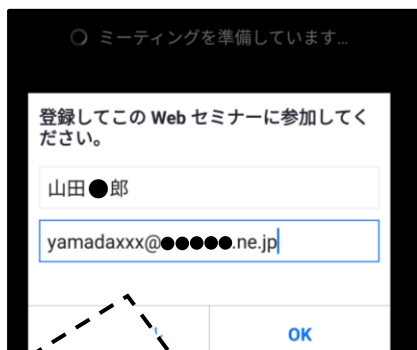 ミーティングを準備しています...
登録してこの Web セミナーに参加してく
ださい。
山田●郎
yamadaxxx@●●●●●.ne.jp
OK